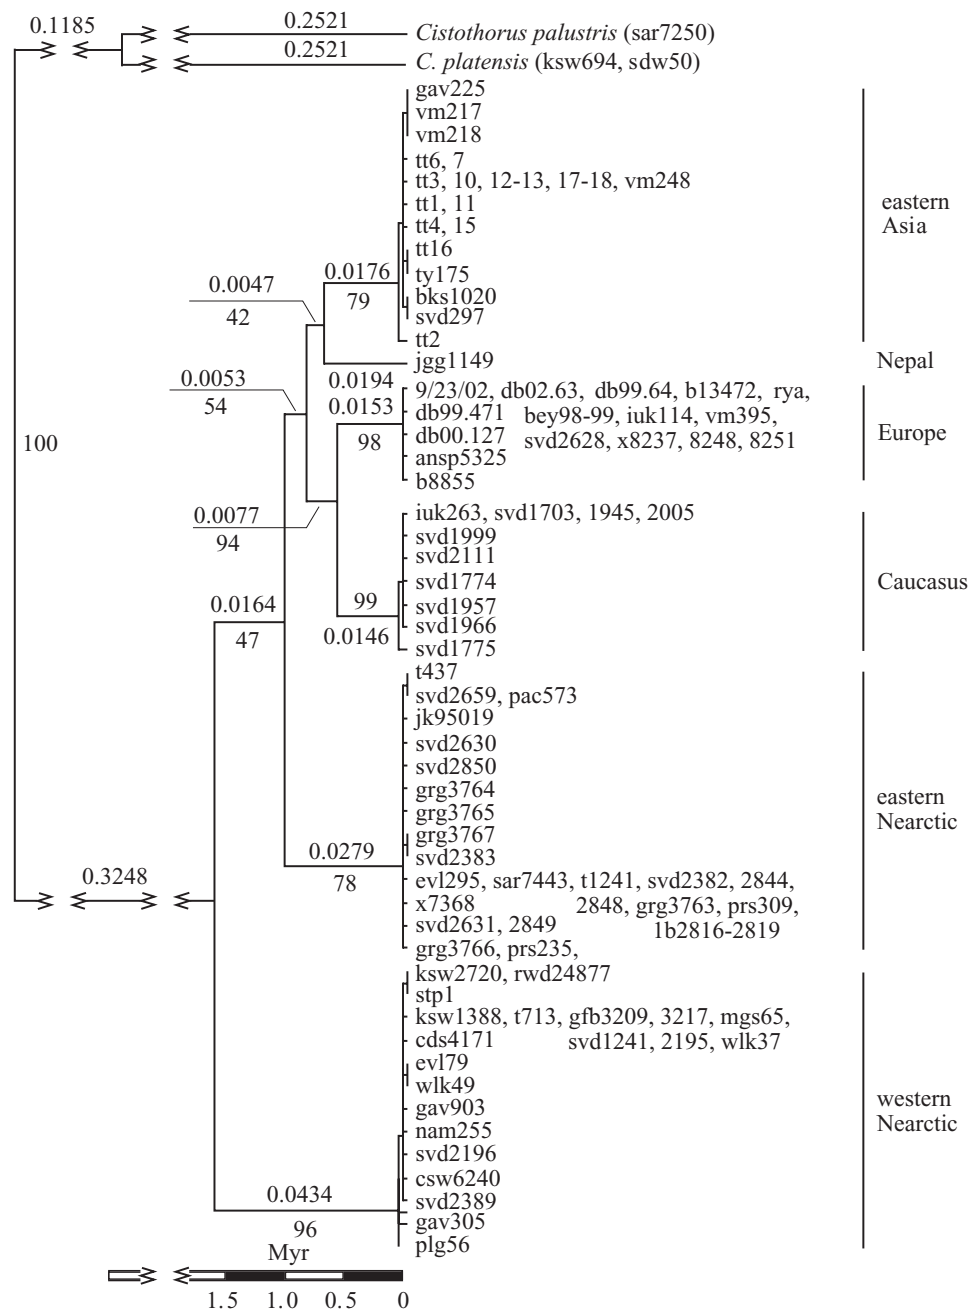 0.1185
0.2521
Cistothorus palustris (sar7250)
0.2521
C. platensis (ksw694, sdw50)
gav225
vm217
vm218
tt6, 7
tt3, 10, 12-13, 17-18, vm248
tt1, 11
tt4, 15
tt16
ty175
bks1020
svd297
tt2
eastern
Asia
0.0176
79
0.0047
42
jgg1149
Nepal
0.0194
0.0053
54
9/23/02, db02.63, db99.64, b13472, rya,
db99.471 bey98-99, iuk114, vm395,
db00.127 svd2628, x8237, 8248, 8251
ansp5325
b8855
Europe
0.0153
98
0.0077
94
iuk263, svd1703, 1945, 2005
svd1999
svd2111
svd1774
svd1957
svd1966
svd1775
Caucasus
99
0.0146
0.0164
47
100
t437
svd2659, pac573
jk95019
svd2630
svd2850
grg3764
grg3765
grg3767
svd2383
evl295, sar7443, t1241, svd2382, 2844,
x7368 2848, grg3763, prs309,
svd2631, 2849 1b2816-2819
grg3766, prs235,
eastern
Nearctic
0.0279
78
0.3248
ksw2720, rwd24877
stp1
ksw1388, t713, gfb3209, 3217, mgs65,
cds4171 svd1241, 2195, wlk37
evl79
wlk49
gav903
nam255
svd2196
csw6240
svd2389
gav305
plg56
western
Nearctic
0.0434
96
Myr
1.5 1.0 0.5 0